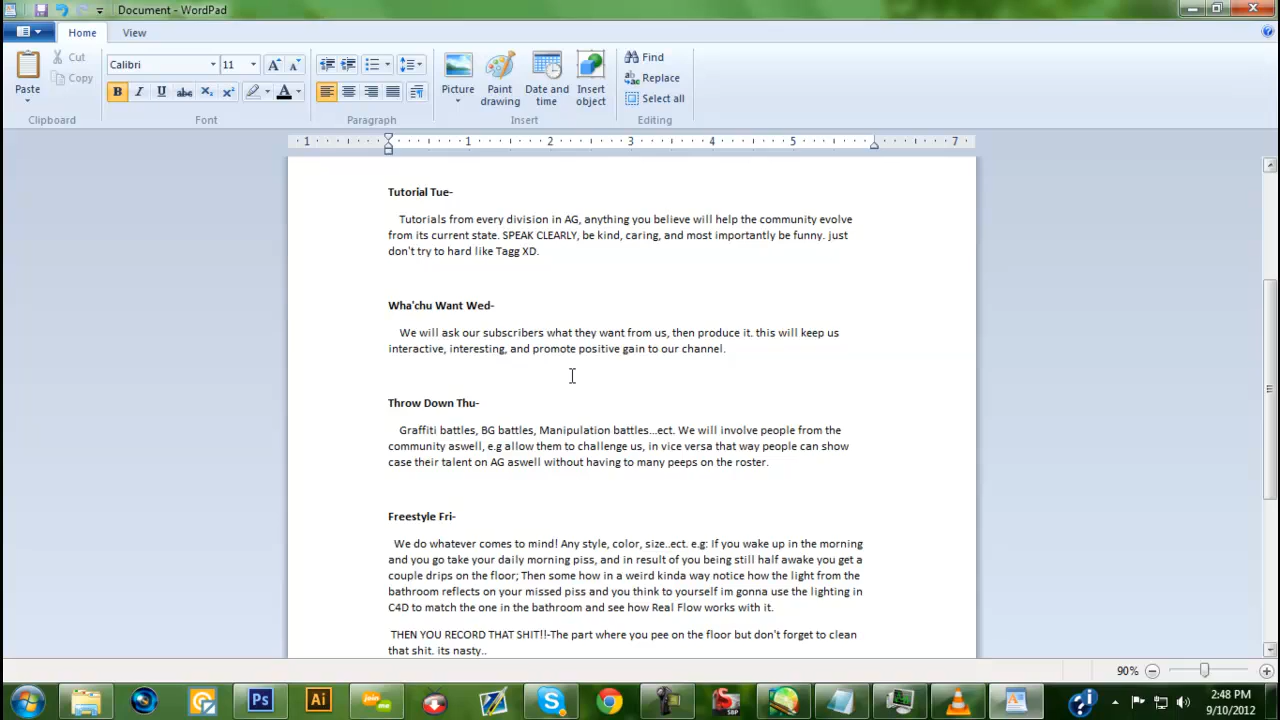 Document - WordPad
Home View
Paste Cut Copy Clipboard
Calibri 11 Font
Paragraph
Picture Paint drawing Date and time Insert object Insert
Find Replace Select all Editing
1 1 2 3 4 5 7
Tutorial Tue-
Tutorials from every division in AG, anything you believe will help the community evolve
from its current state. SPEAK CLEARLY, be kind, caring, and most importantly be funny. just
don't try to hard like Tagg XD.
Wha'chu Want Wed-
We will ask our subscribers what they want from us, then produce it. this will keep us
interactive, interesting, and promote positive gain to our channel.
Throw Down Thu-
Graffiti battles, BG battles, Manipulation battles...ect. We will involve people from the
community aswell, e.g allow them to challenge us, in vice versa that way people can show
case their talent on AG aswell without having to many peeps on the roster.
Freestyle Fri-
We do whatever comes to mind! Any style, color, size..ect. e.g: If you wake up in the morning
and you go take your daily morning piss, and in result of you being still half awake you get a
couple drips on the floor; Then some how in a weird kinda way notice how the light from the
bathroom reflects on your missed piss and you think to yourself im gonna use the lighting in
C4D to match the one in the bathroom and see how Real Flow works with it.
THEN YOU RECORD THAT SHIT!!-The part where you pee on the floor but don't forget to clean
that shit. its nasty..
90%
Ps Ai Join S SBP
2:48 PM
9/10/2012